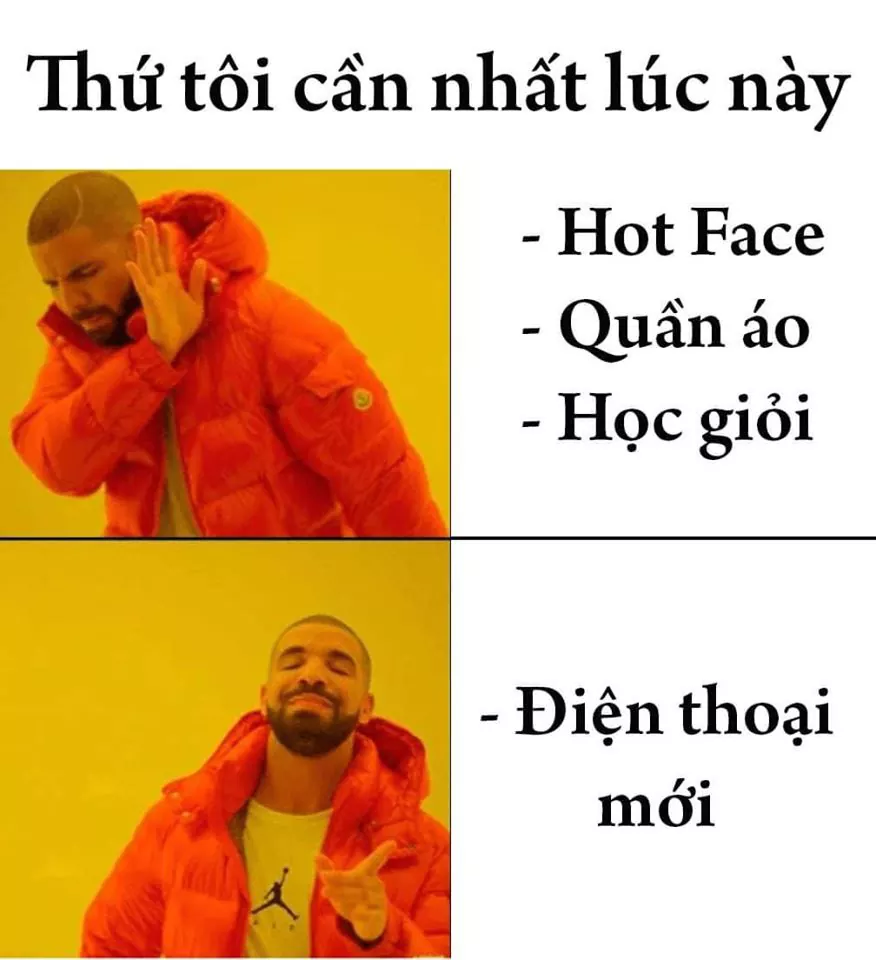 Thứ tôi cần nhất lúc này
- Hot Face
- Quần áo
- Học giỏi
- Điện thoại
mới